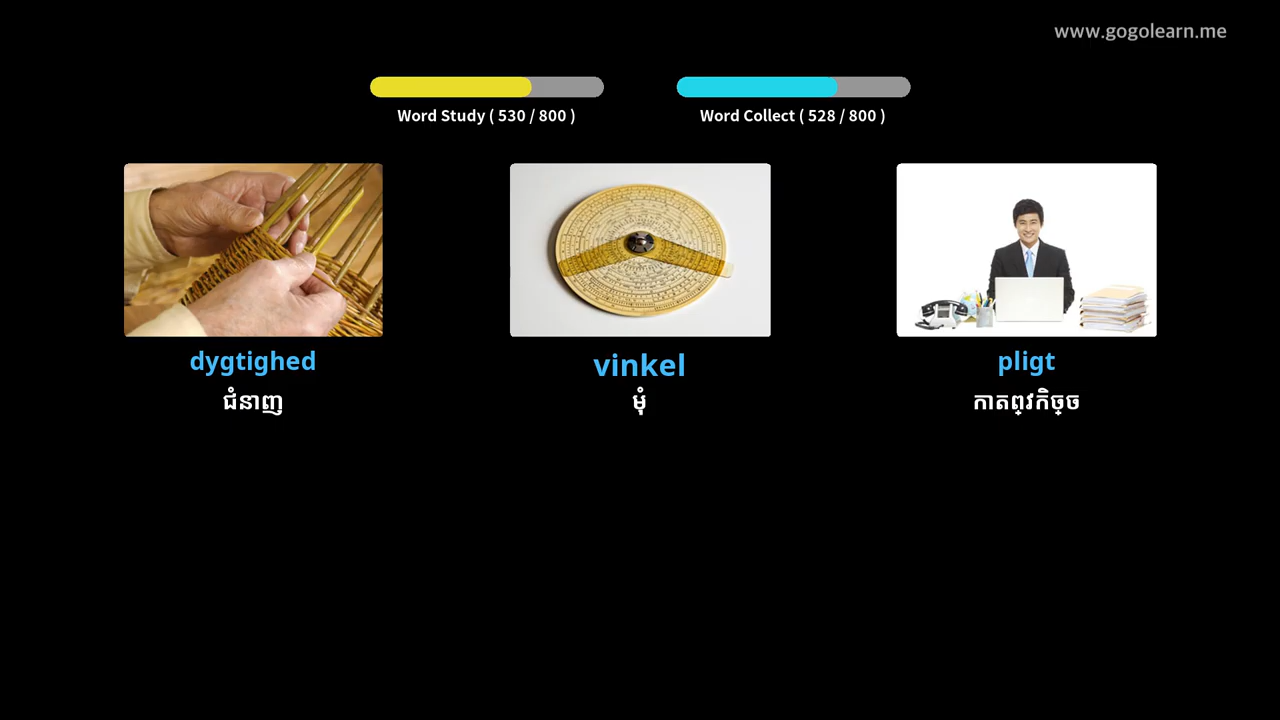 www.gogolearn.me
Word Study ( 530 / 800 )
Word Collect ( 528 / 800 )
dygtighed
vinkel
pligt
ជំនាញ
មុំ
កាតព្វកិច្ច